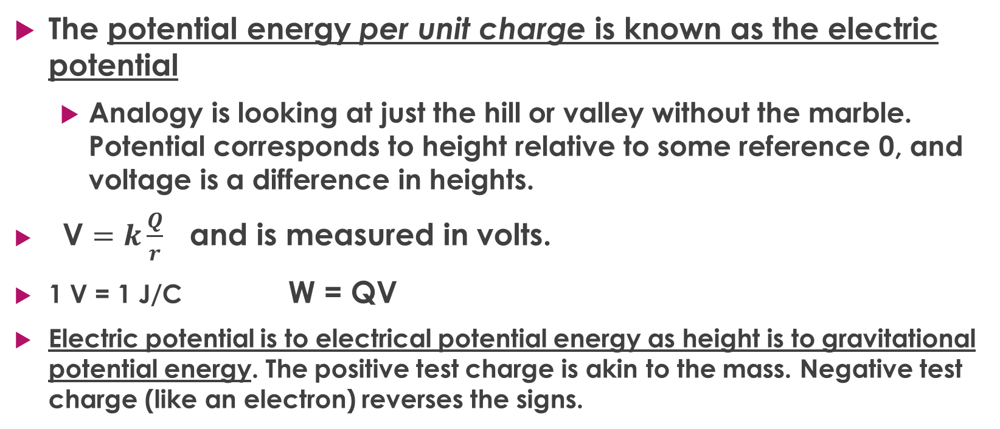 The potential energy per unit charge is known as the electric
potential
Analogy is looking at just the hill or valley without the marble.
Potential corresponds to height relative to some reference 0, and
voltage is a difference in heights.
V = k Q/r and is measured in volts.
1 V = 1 J/C W = QV
Electric potential is to electrical potential energy as height is to gravitational
potential energy. The positive test charge is akin to the mass. Negative test
charge (like an electron) reverses the signs.